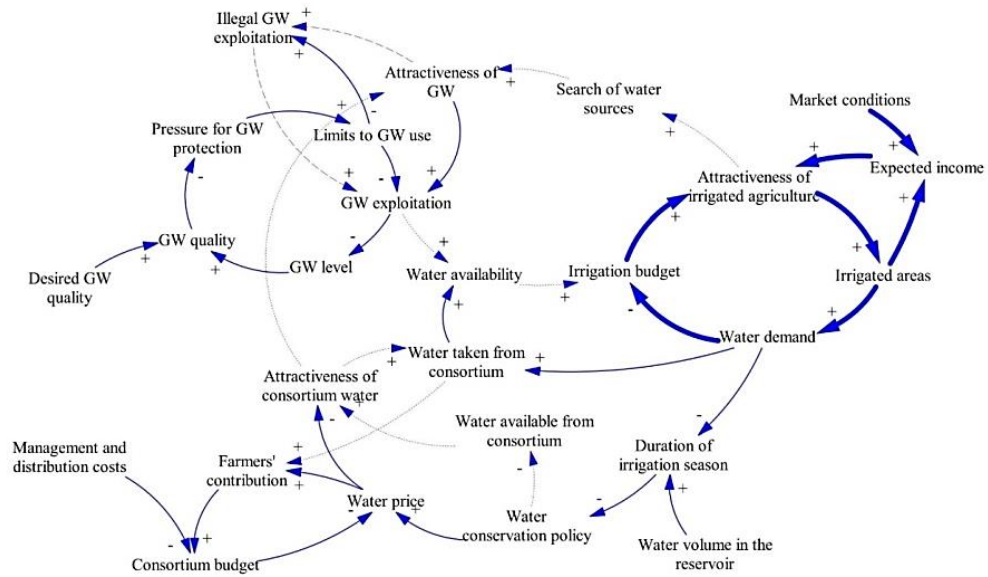 Illegal GW
exploitation
+
+
Attractiveness of
GW
+
Search of water
sources
Market conditions
+
+
-
Pressure for GW
protection
Limits to GW use
+
+
Expected income
+
-
+
-
+
Attractiveness of
irrigated agriculture
+
GW exploitation
+
-
+
+
GW quality
+
+
GW level
Water availability
+
+
Irrigation budget
-
Irrigated areas
+
Desired GW
quality
Water demand
+
Water taken from
consortium
+
+
Attractiveness of
consortium water
+
-
Water available from
consortium
-
-
Duration of
irrigation season
+
Management and
distribution costs
Farmers'
contribution
+
+
Water price
-
+
Water
conservation policy
-
+
Consortium budget
Water volume in the
reservoir